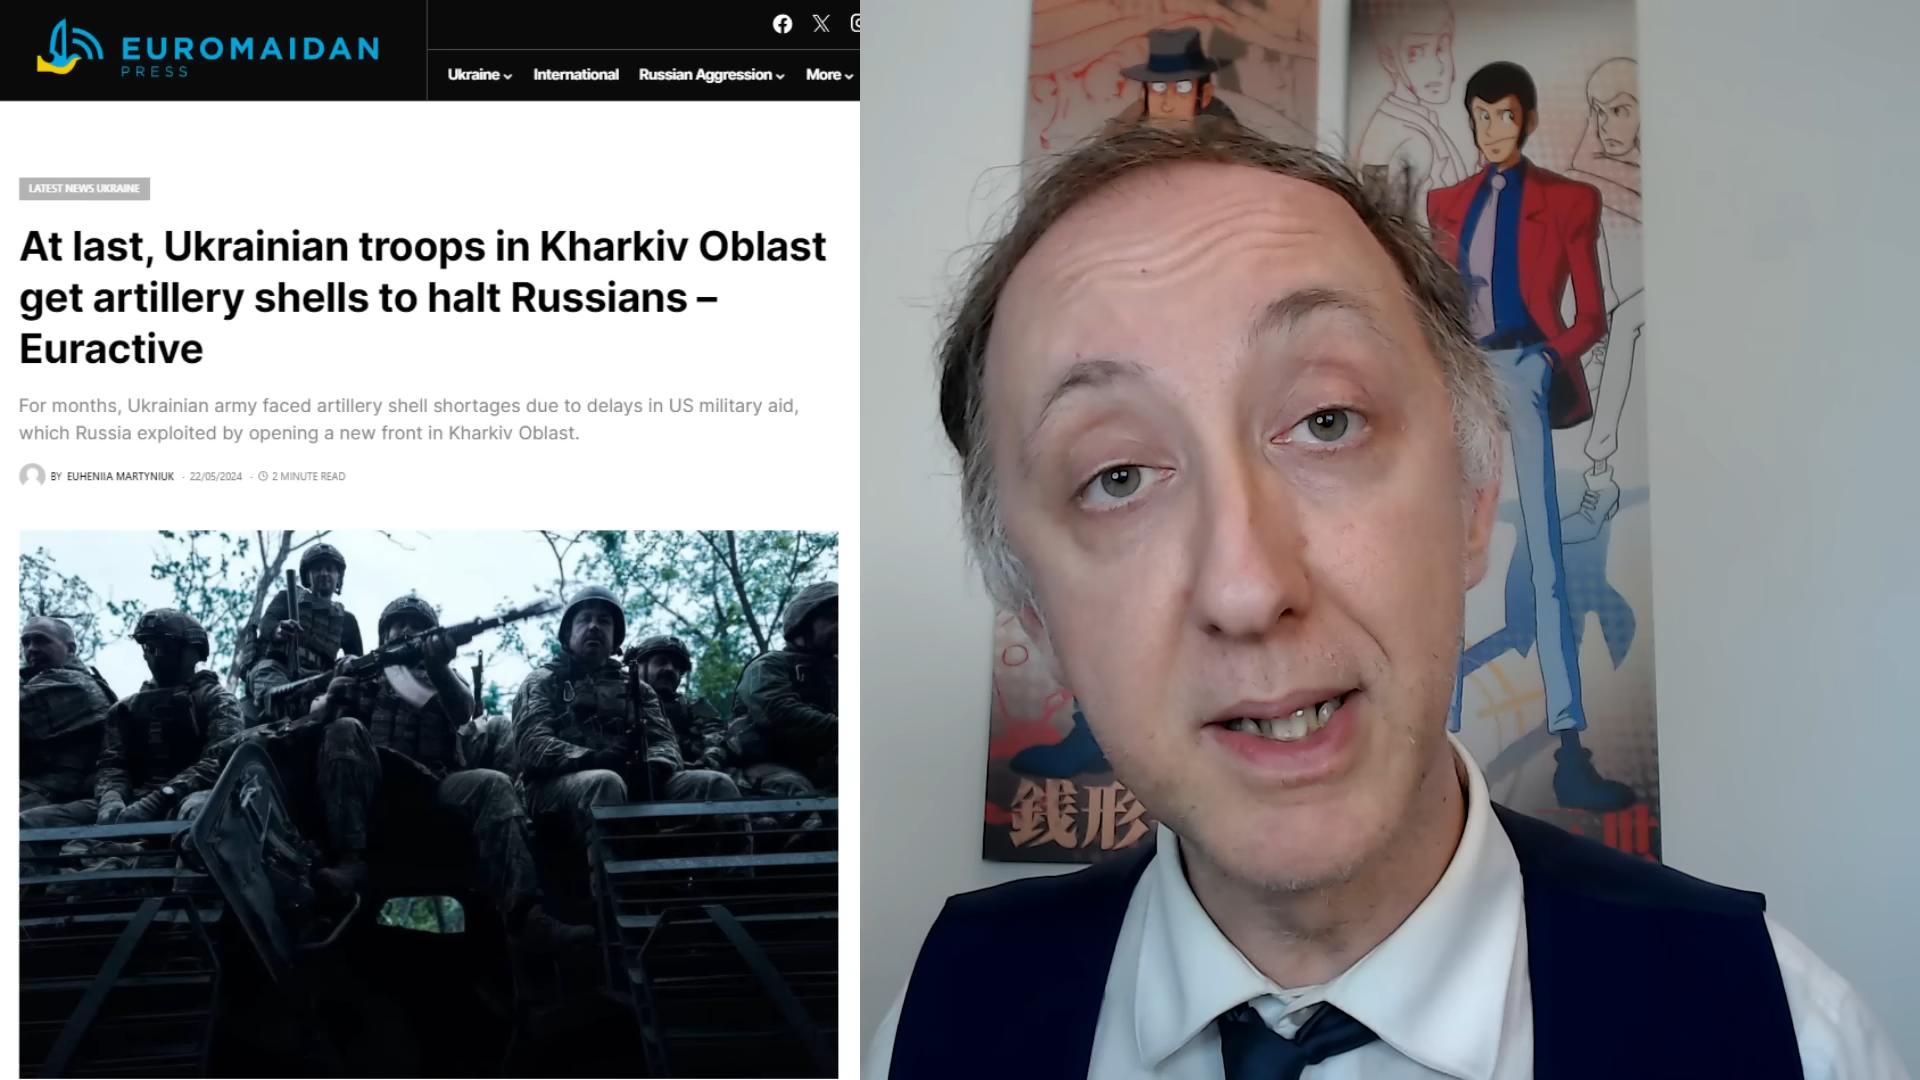 EUROMAIDAN
PRESS
Ukraine
International
Russian Aggression
More
LATEST NEWS UKRAINE
At last, Ukrainian troops in Kharkiv Oblast
get artillery shells to halt Russians –
Euractive
For months, Ukrainian army faced artillery shell shortages due to delays in US military aid,
which Russia exploited by opening a new front in Kharkiv Oblast.
BY EUHENIIA MARTYNIUK · 22/05/2024 · 2 MINUTE READ
銭形
三世